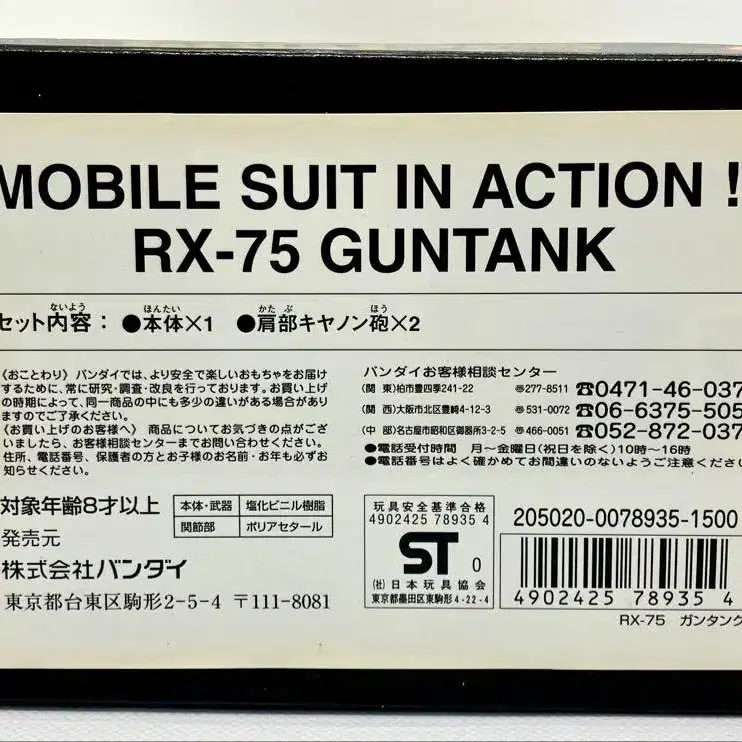 MOBILE SUIT IN ACTION !
RX-75 GUNTANK
ないよう ほんたい かた ぶ ほう
セット内容： ●本体×1 ●肩部キャノン砲×2
《おことわり》バンダイでは、より安全で楽しいおもちゃをお届け
するために、常に研究・調査・改良を行っております。お買い上げ
の時期によって、同一商品の中にも多少の違いがある場合があり
ますのでご了承ください。
《お買い上げのお客様へ》 商品についてお気づきの点がござ
いましたら、お客様相談センターまでお問い合わせください。
住所、電話番号、保護者の方とお子様のお名前・お年も必ずお
知らせください。
バンダイお客様相談センター
(関 東)柏市豊四季241-22 〠277-8511 ☎0471-46-037
(関 西)大阪市北区豊崎4-12-3 〠531-0072 ☎06-6375-505
(中 部)名古屋市昭和区御器所3-2-5 〠466-0051 ☎052-872-037
●電話受付時間 月〜金曜日(祝日を除く)10時〜16時
●電話番号はよく確かめてお間違いのないようご注意ください
対象年齢8才以上
本体・武器 塩化ビニル樹脂
関節部 ポリアセタール
発売元
株式会社バンダイ
東京都台東区駒形2-5-4 〒111-8081
玩具安全基準合格
4902425 78935 4
ST 0
(社)日本玩具協会
東京都墨田区東駒形4-22-4
205020-0078935-1500
4902425 78935 4
RX-75 ガンタンク